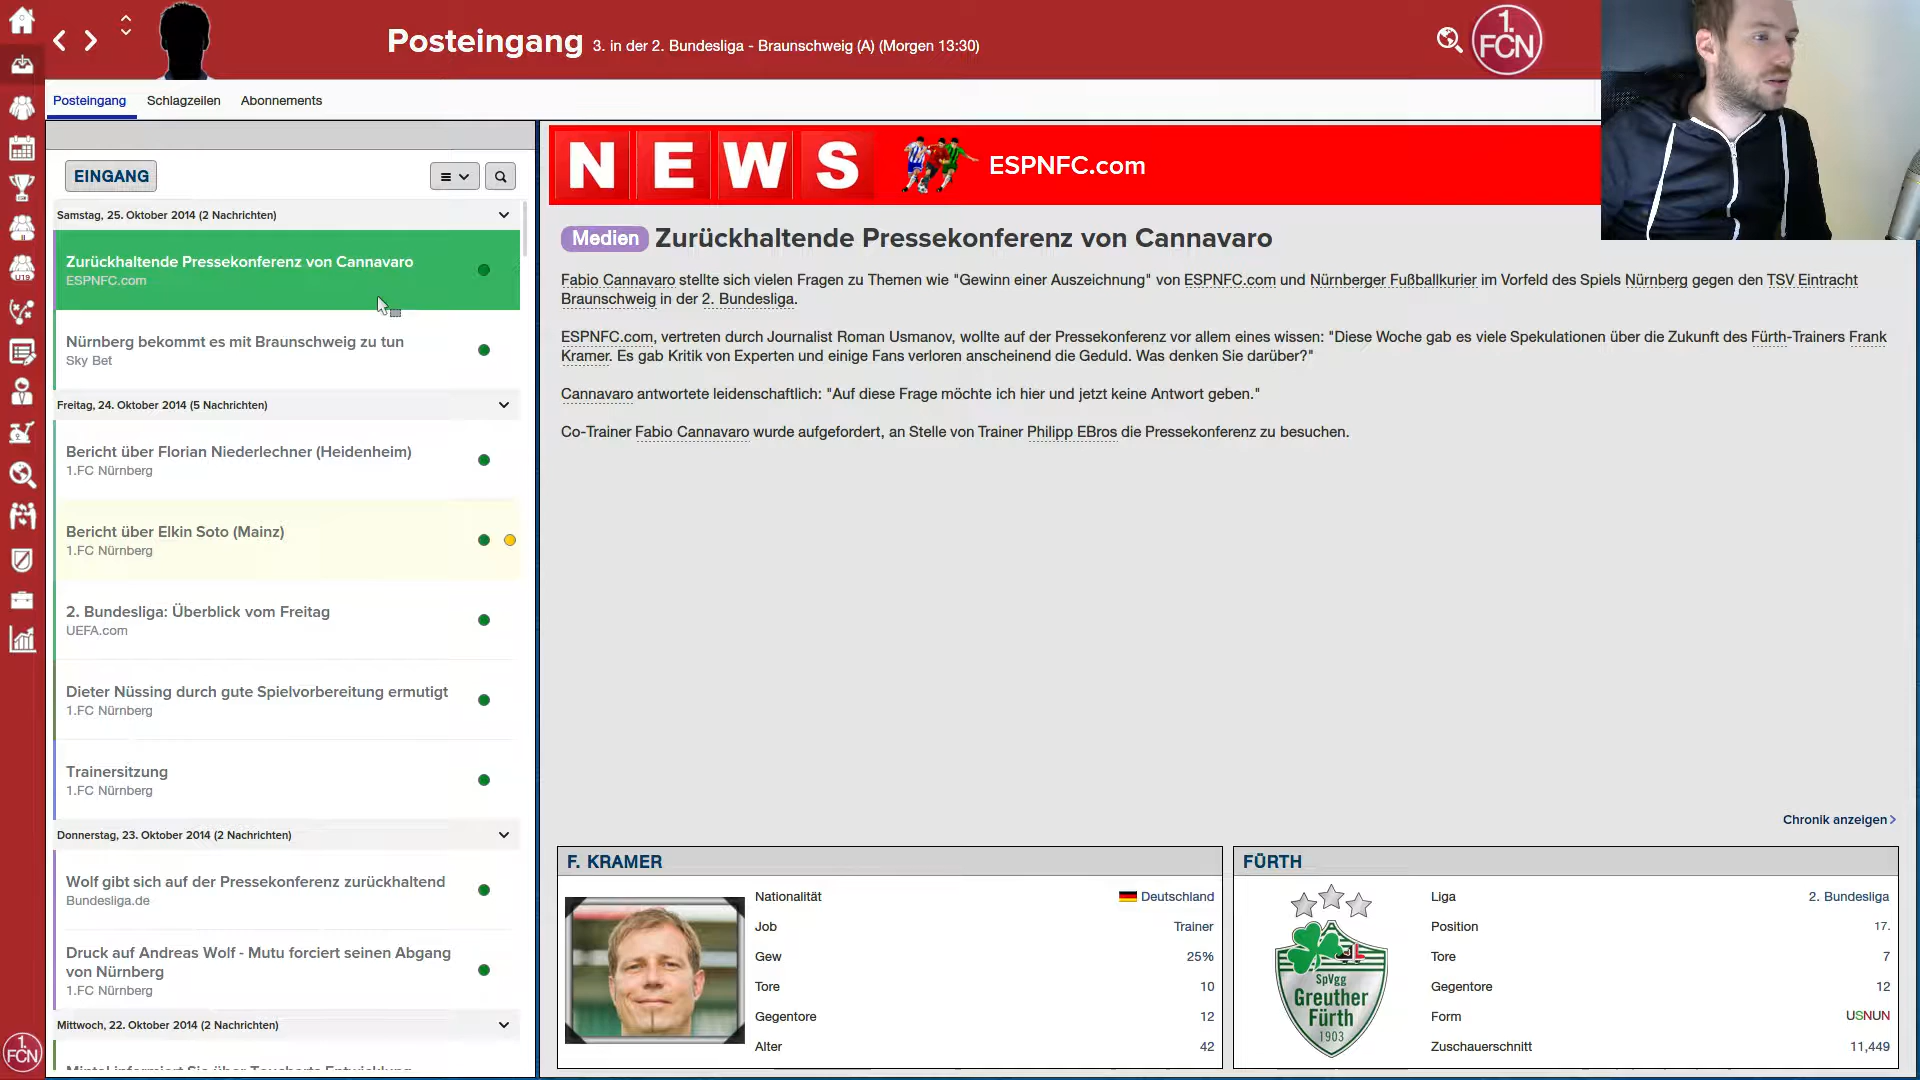 Posteingang 3. in der 2. Bundesliga - Braunschweig (A) (Morgen 13:30)
1. FCN
Posteingang Schlagzeilen Abonnements
EINGANG
Samstag, 25. Oktober 2014 (2 Nachrichten)
Zurückhaltende Pressekonferenz von Cannavaro
ESPNFC.com
Nürnberg bekommt es mit Braunschweig zu tun
Sky Bet
Freitag, 24. Oktober 2014 (5 Nachrichten)
Bericht über Florian Niederlechner (Heidenheim)
1.FC Nürnberg
Bericht über Elkin Soto (Mainz)
1.FC Nürnberg
2. Bundesliga: Überblick vom Freitag
UEFA.com
Dieter Nüssing durch gute Spielvorbereitung ermutigt
1.FC Nürnberg
Trainersitzung
1.FC Nürnberg
Donnerstag, 23. Oktober 2014 (2 Nachrichten)
Wolf gibt sich auf der Pressekonferenz zurückhaltend
Bundesliga.de
Druck auf Andreas Wolf - Mutu forciert seinen Abgang
von Nürnberg
1.FC Nürnberg
Mittwoch, 22. Oktober 2014 (2 Nachrichten)
NEWS ESPNFC.com
Medien Zurückhaltende Pressekonferenz von Cannavaro
Fabio Cannavaro stellte sich vielen Fragen zu Themen wie "Gewinn einer Auszeichnung" von ESPNFC.com und Nürnberger Fußballkurier im Vorfeld des Spiels Nürnberg gegen den TSV Eintracht
Braunschweig in der 2. Bundesliga.
ESPNFC.com, vertreten durch Journalist Roman Usmanov, wollte auf der Pressekonferenz vor allem eines wissen: "Diese Woche gab es viele Spekulationen über die Zukunft des Fürth-Trainers Frank
Kramer. Es gab Kritik von Experten und einige Fans verloren anscheinend die Geduld. Was denken Sie darüber?"
Cannavaro antwortete leidenschaftlich: "Auf diese Frage möchte ich hier und jetzt keine Antwort geben."
Co-Trainer Fabio Cannavaro wurde aufgefordert, an Stelle von Trainer Philipp EBros die Pressekonferenz zu besuchen.
Chronik anzeigen
F. KRAMER
Nationalität Deutschland
Job Trainer
Gew 25%
Tore 10
Gegentore 12
Alter 42
FÜRTH
SpVgg
Greuther
Fürth
1903
Liga 2. Bundesliga
Position 17.
Tore 7
Gegentore 12
Form USNUN
Zuschauerschnitt 11,449
II
U19
1. FCN